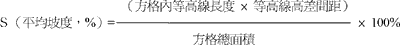 (方格內等高線長度 × 等高線高差間距)
S（平均坡度，%）= × 100%
方格總面積